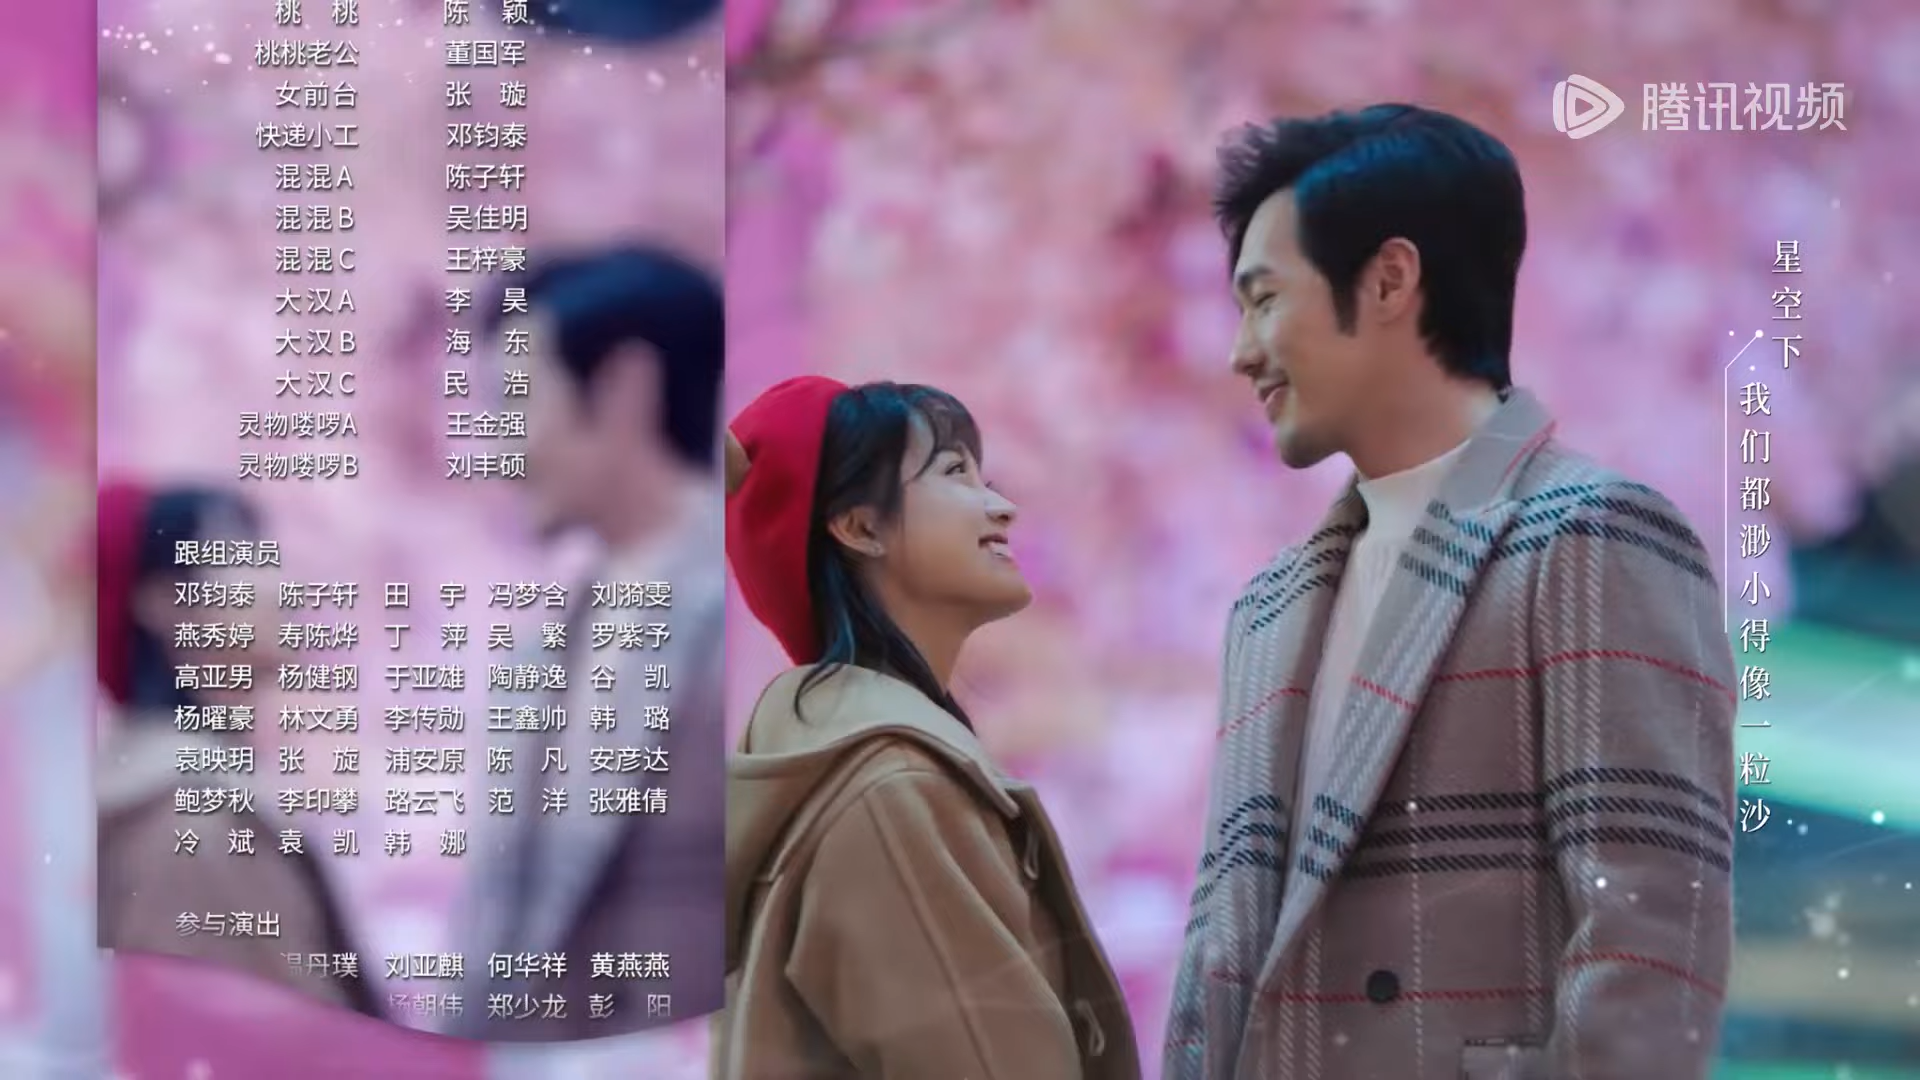 桃 桃 陈 颖
桃桃老公 董国军
女前台 张 璇
快递小工 邓钧泰
混混A 陈子轩
混混B 吴佳明
混混C 王梓豪
大汉A 李 昊
大汉B 海 东
大汉C 民 浩
灵物喽啰A 王金强
灵物喽啰B 刘丰硕
跟组演员
邓钧泰 陈子轩 田 宇 冯梦含 刘漪雯
燕秀婷 寿陈烨 丁 萍 吴 繁 罗紫予
高亚男 杨健钢 于亚雄 陶静逸 谷 凯
杨曜豪 林文勇 李传勋 王鑫帅 韩 璐
袁映玥 张 旋 浦安原 陈 凡 安彦达
鲍梦秋 李印攀 路云飞 范 洋 张雅倩
冷 斌 袁 凯 韩 娜
参与演出
温丹璞 刘亚麒 何华祥 黄燕燕
杨朝伟 郑少龙 彭 阳
腾讯视频
星空下
我们都渺小得像一粒沙